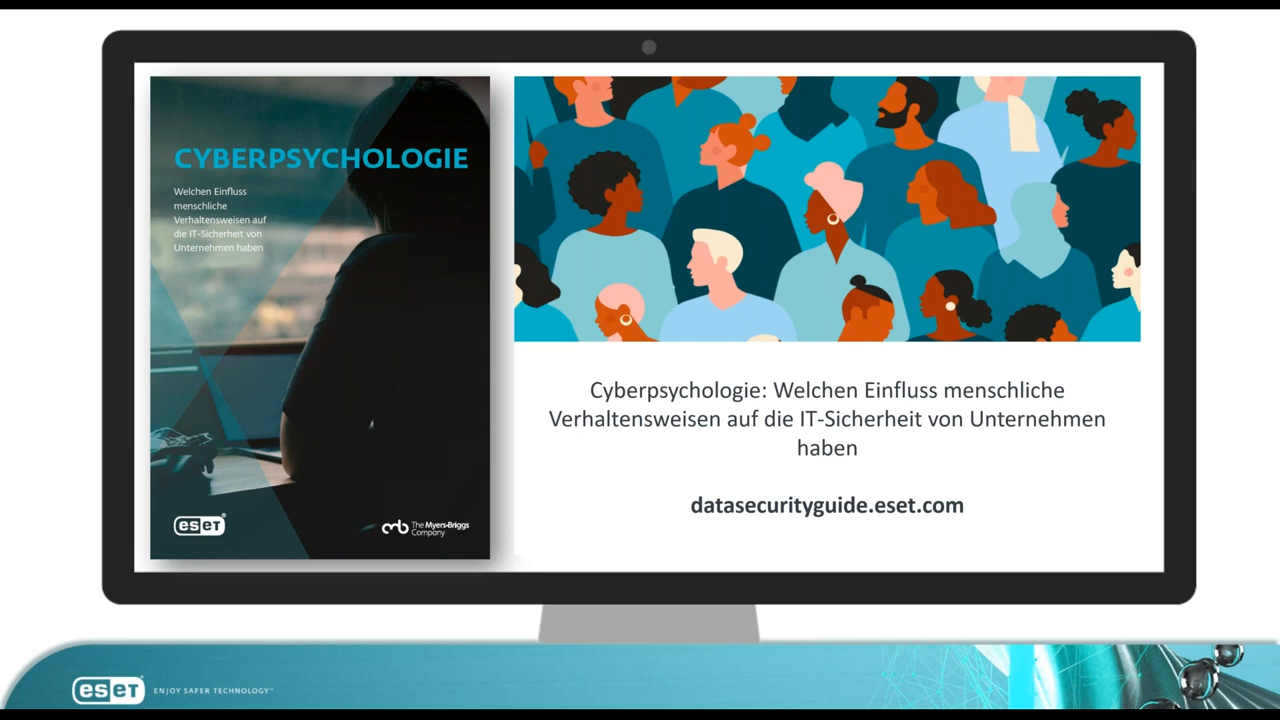 CYBERPSYCHOLOGIE
Welchen Einfluss
menschliche
Verhaltensweisen auf
die IT-Sicherheit von
Unternehmen haben
eseT
The Myers-Briggs
Company
Cyberpsychologie: Welchen Einfluss menschliche
Verhaltensweisen auf die IT-Sicherheit von Unternehmen
haben
datasecurityguide.eset.com
eseT ENJOY SAFER TECHNOLOGY™